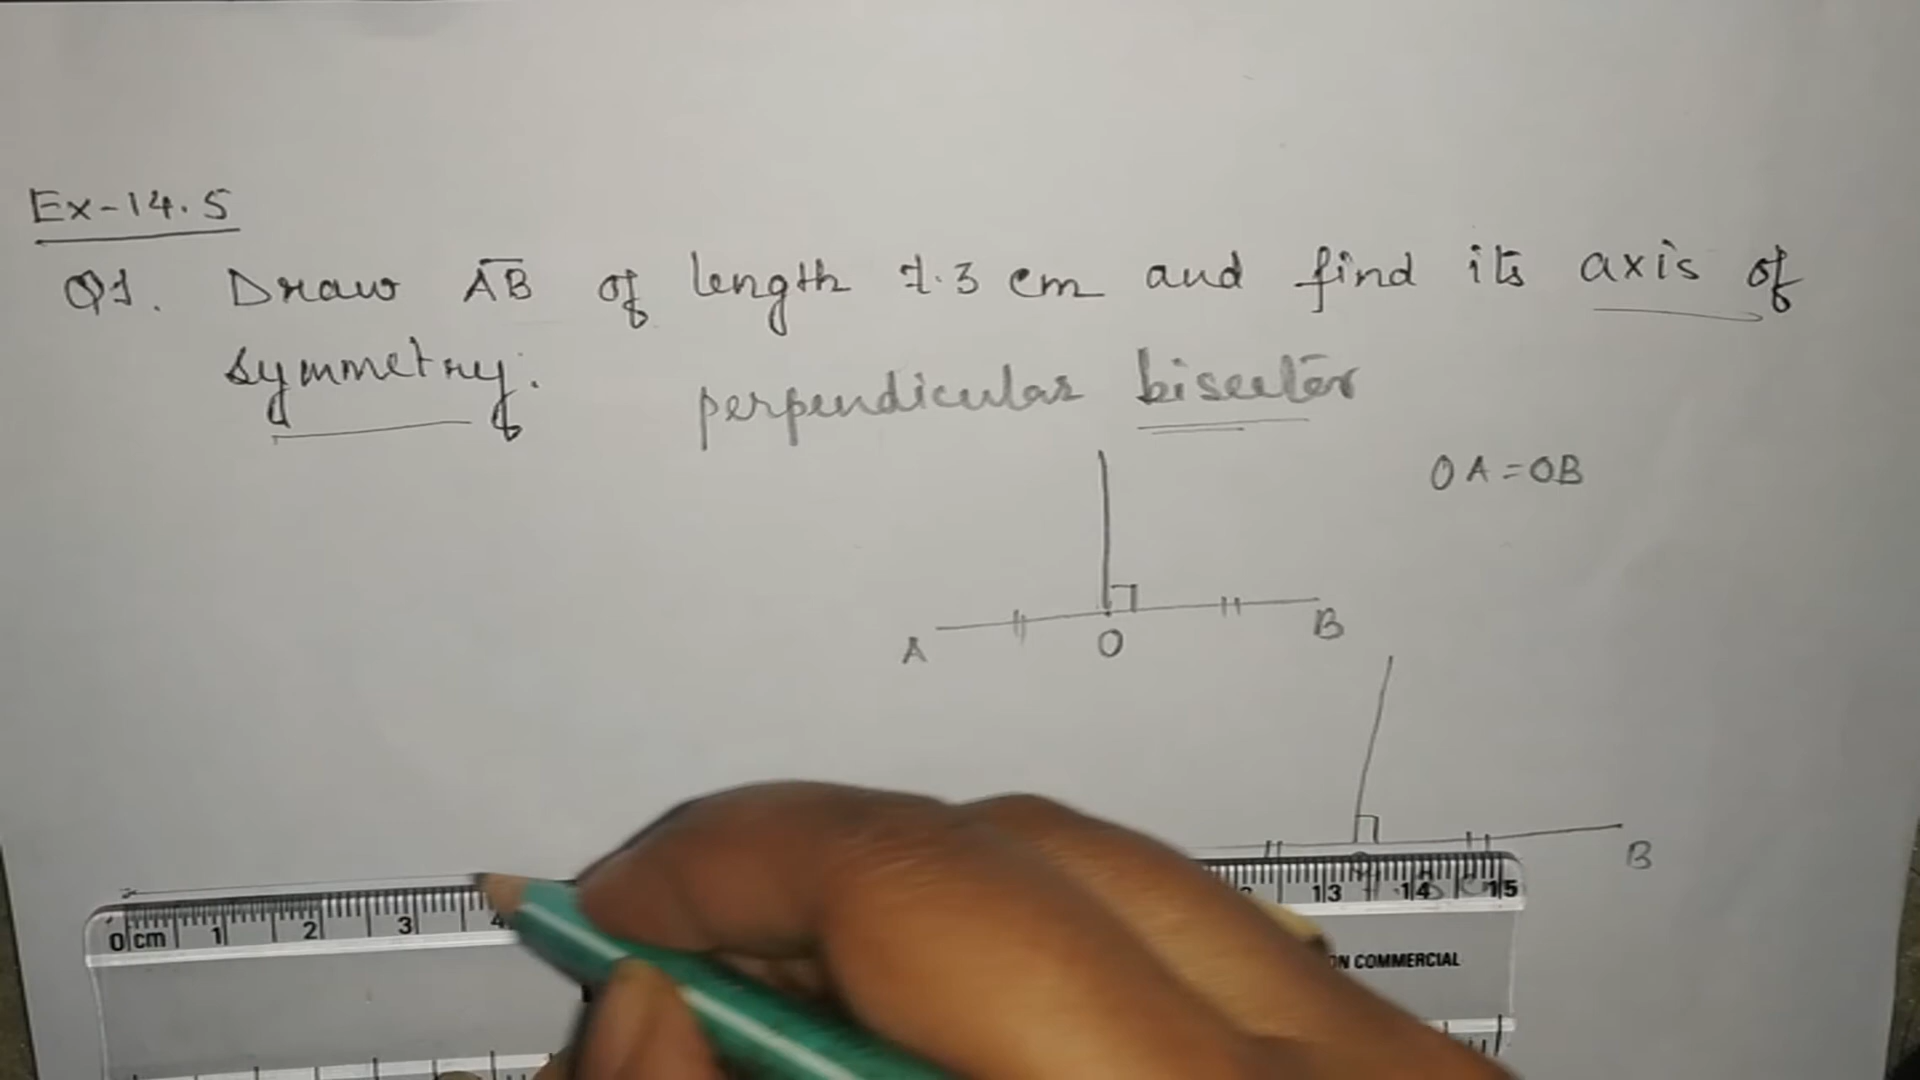 Ex-14.5
Q1. Draw AB of length 7.3 cm and find its axis of
symmetry.
perpendicular bisector
OA=OB
A O B
B
0 cm 1 2 3 4 13 14 15
ON COMMERCIAL